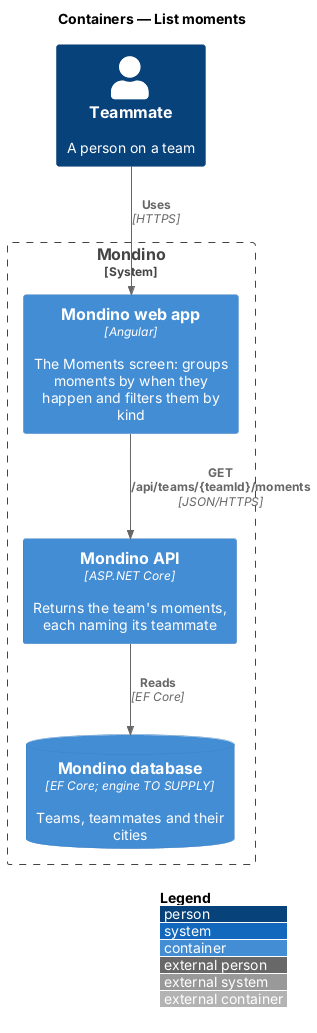 Containers — List moments
Teammate
A person on a team
Uses
[HTTPS]
Mondino
[System]
Mondino web app
[Angular]
The Moments screen: groups
moments by when they
happen and filters them by
kind
GET
/api/teams/{teamId}/moments
[JSON/HTTPS]
Mondino API
[ASP.NET Core]
Returns the team's moments,
each naming its teammate
Reads
[EF Core]
Mondino database
[EF Core; engine TO SUPPLY]
Teams, teammates and their
cities
Legend
person
system
container
external person
external system
external container